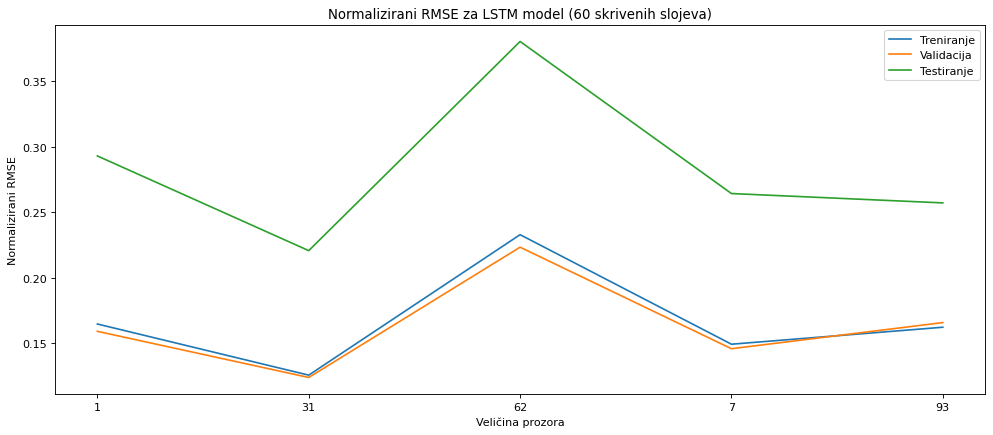 Normalizirani RMSE za LSTM model (60 skrivenih slojeva)
Treniranje
Validacija
Testiranje
Normalizirani RMSE
0.35
0.30
0.25
0.20
0.15
1 31 62 7 93
Veličina prozora